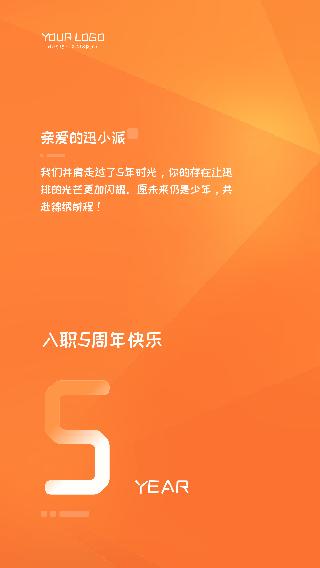 YOUR LOGO
亲爱的迅小派
我们并肩走过了5年时光，你的存在让迅
排的光芒更加闪耀。愿未来仍是少年，共
赴锦绣前程！
入职5周年快乐
5
YEAR